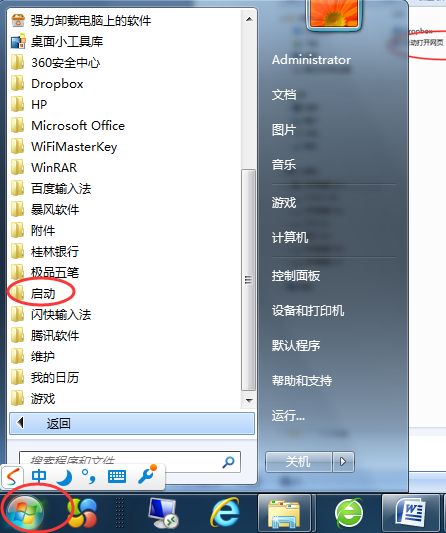 强力卸载电脑上的软件
桌面小工具库
360安全中心
Dropbox
HP
Microsoft Office
WiFiMasterKey
WinRAR
百度输入法
暴风软件
附件
桂林银行
极品五笔
启动
闪快输入法
腾讯软件
维护
我的日历
游戏
返回
搜索程序和文件
Administrator
文档
图片
音乐
游戏
计算机
控制面板
设备和打印机
默认程序
帮助和支持
运行...
关机
动打开网页
中